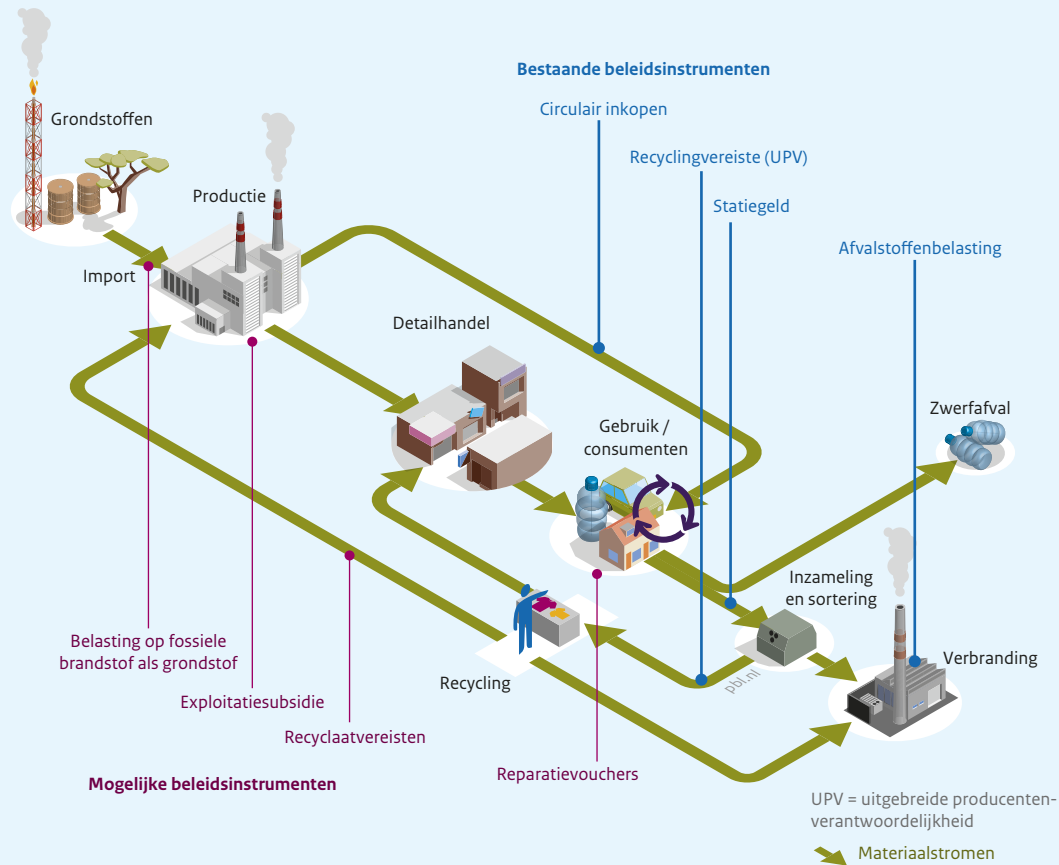 Bestaande beleidsinstrumenten
Circulair inkopen
Grondstoffen
Recyclingvereiste (UPV)
Productie
Statiegeld
Afvalstoffenbelasting
Import
Detailhandel
Zwerfafval
Gebruik /
consumenten
Inzameling
en sortering
Belasting op fossiele
brandstof als grondstof
Verbranding
Recycling
pbl.nl
Exploitatiesubsidie
Recyclaatvereisten
Reparatievouchers
Mogelijke beleidsinstrumenten
UPV = uitgebreide producenten-
verantwoordelijkheid
Materiaalstromen